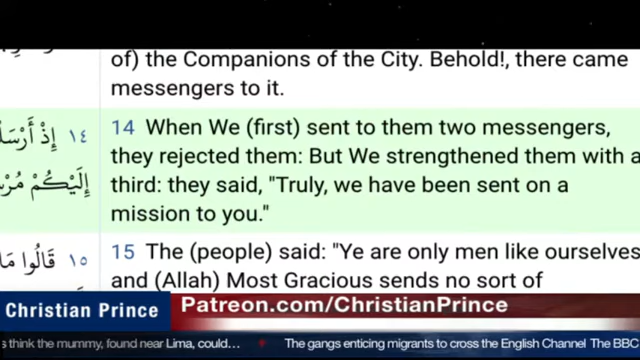 of) the Companions of the City. Behold!, there came
messengers to it.
إِذْ أَرْسَ ١٤
14 When We (first) sent to them two messengers,
they rejected them: But We strengthened them with a
إِلَيْكُم مُّرْسَ
third: they said, "Truly, we have been sent on a
mission to you."
قَالُوا مَا ١٥
15 The (people) said: "Ye are only men like ourselves
and (Allah) Most Gracious sends no sort of
Christian Prince
Patreon.com/ChristianPrince
s think the mummy, found near Lima, could... The gangs enticing migrants to cross the English Channel The BBC